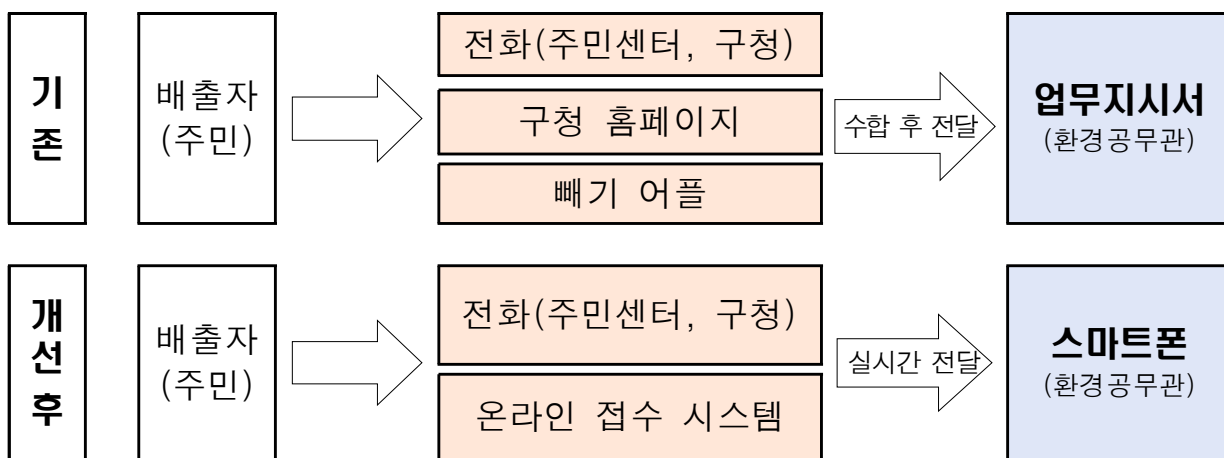 기존
배출자
(주민)
전화(주민센터, 구청)
구청 홈페이지
빼기 어플
수합 후 전달
업무지시서
(환경공무관)
개선 후
배출자
(주민)
전화(주민센터, 구청)
온라인 접수 시스템
실시간 전달
스마트폰
(환경공무관)